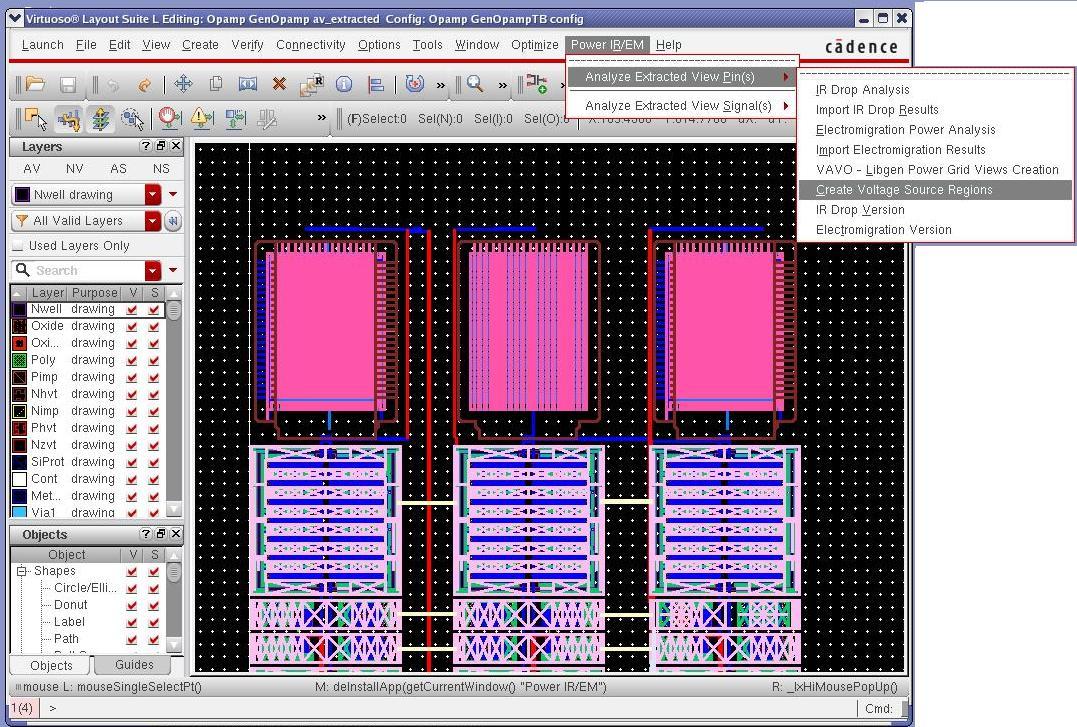 Virtuoso® Layout Suite L Editing: Opamp GenOpamp av_extracted  Config: Opamp GenOpampTB config
Launch File Edit View Create Verify Connectivity Options Tools Window Optimize Power IR/EM Help
cādence
Analyze Extracted View Pin(s)
Analyze Extracted View Signal(s)
IR Drop Analysis
Import IR Drop Results
Electromigration Power Analysis
Import Electromigration Results
VAVO - Libgen Power Grid Views Creation
Create Voltage Source Regions
IR Drop Version
Electromigration Version
(F)Select:0 Sel(N):0 Sel(I):0 Sel(O):0
Layers
AV NV AS NS
Nwell drawing
All Valid Layers
Used Layers Only
Search
Layer Purpose V S
Nwell drawing
Oxide drawing
Oxi... drawing
Poly drawing
Pimp drawing
Nhvt drawing
Nimp drawing
Phvt drawing
Nzvt drawing
SiProt drawing
Cont drawing
Met... drawing
Via1 drawing
Objects
Object V S
Shapes
Circle/Elli...
Donut
Label
Path
Objects Guides
mouse L: mouseSingleSelectPt() M: deInstallApp(getCurrentWindow() "Power IR/EM") R: _lxHiMousePopUp()
1(4) > Cmd: